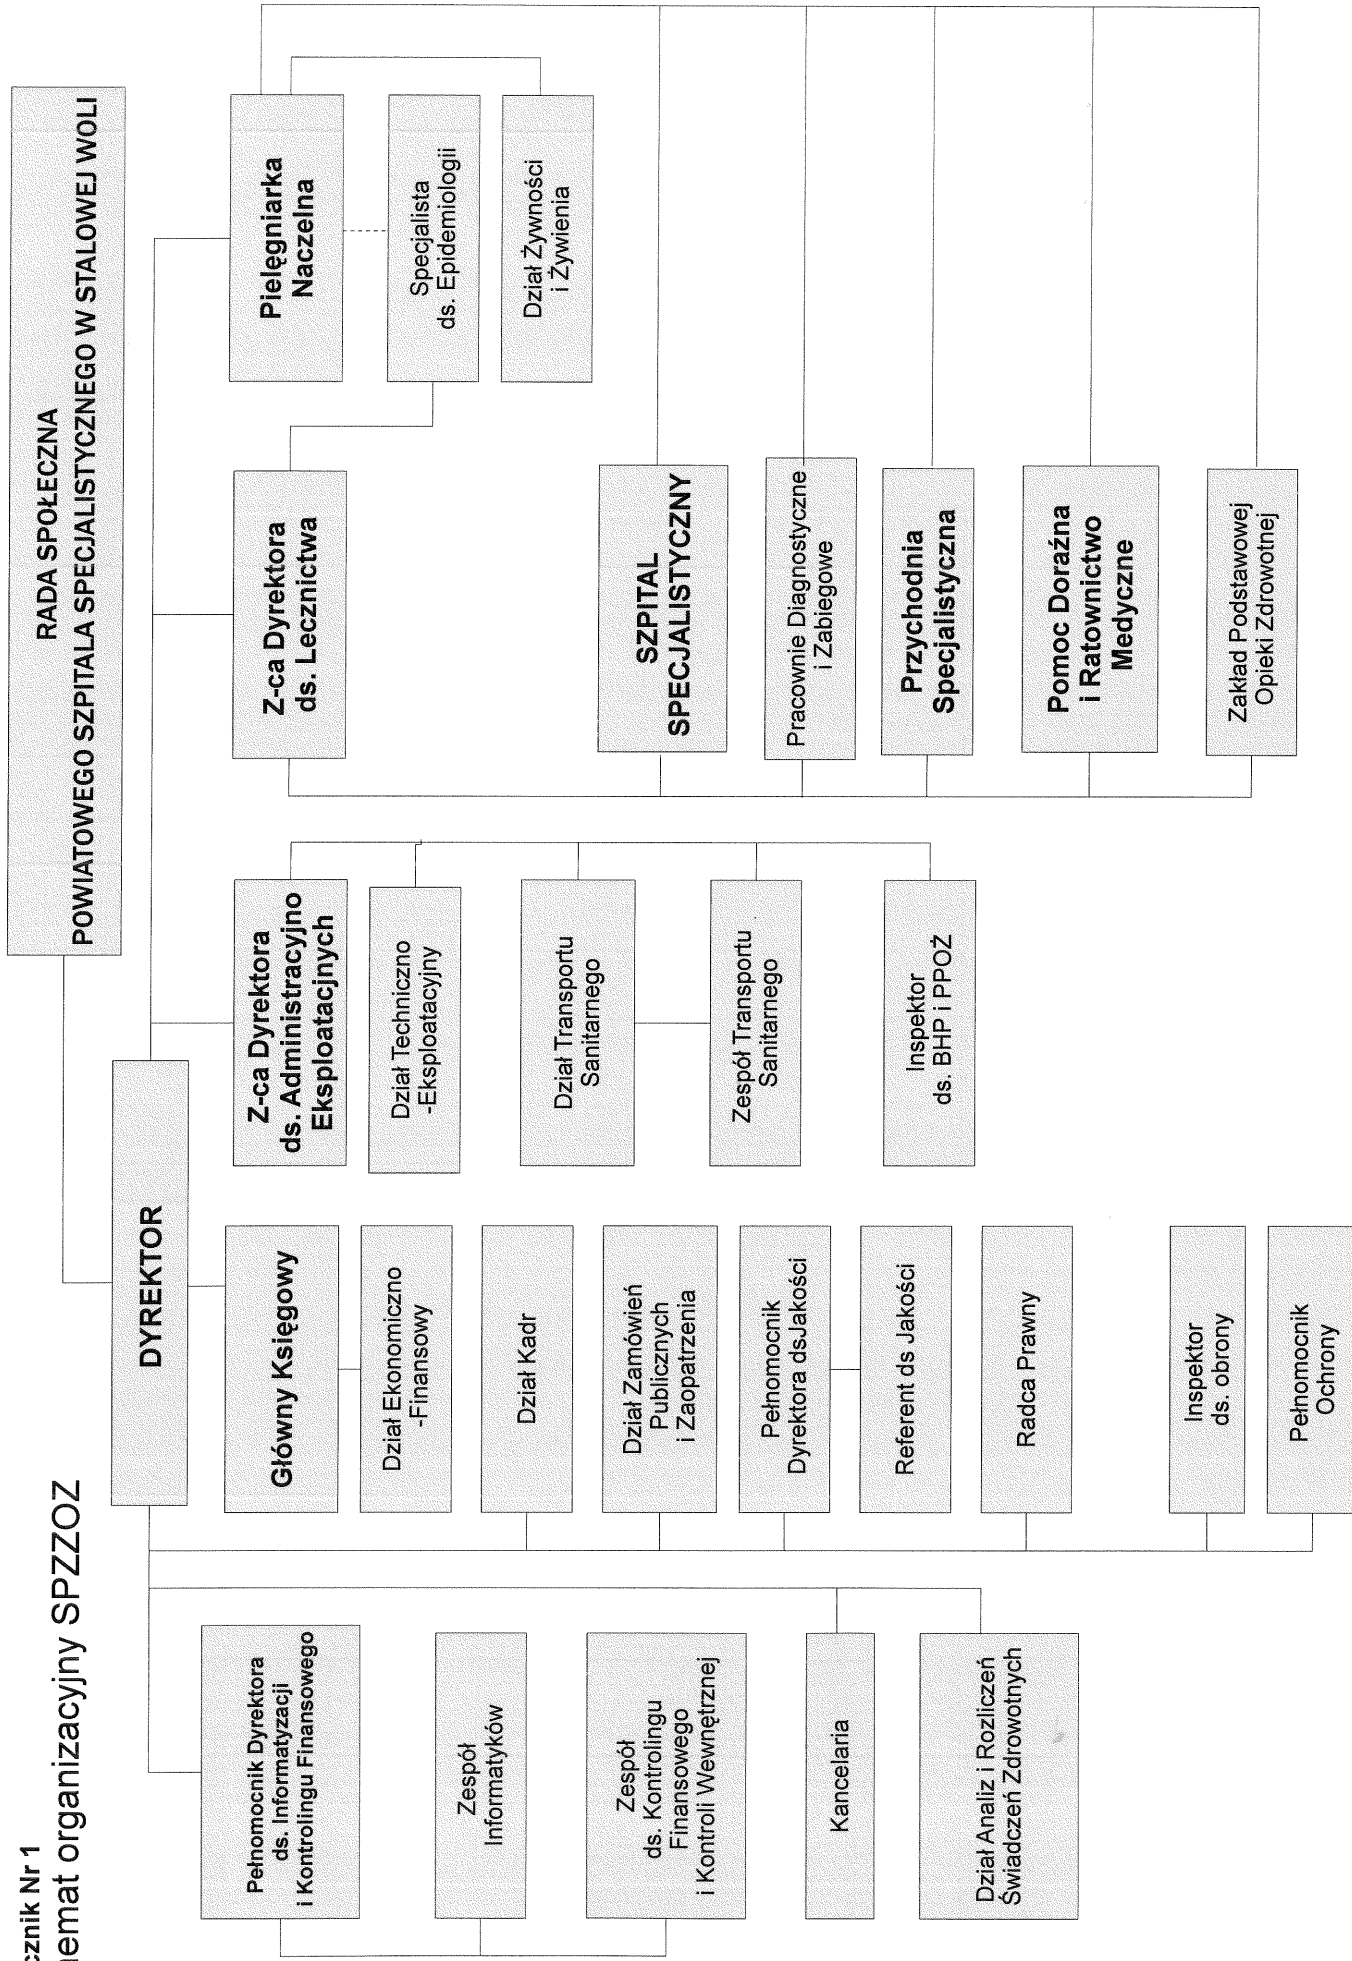 cznik Nr 1
emat organizacyjny SPZZOZ
RADA SPOŁECZNA
POWIATOWEGO SZPITALA SPECJALISTYCZNEGO W STALOWEJ WOLI
DYREKTOR
Pełnomocnik Dyrektora
ds. Informatyzacji
i Kontrolingu Finansowego
Zespół
Informatyków
Zespół
ds. Kontrolingu
Finansowego
i Kontroli Wewnętrznej
Kancelaria
Dział Analiz i Rozliczeń
Świadczeń Zdrowotnych
Główny Księgowy
Dział Ekonomiczno
-Finansowy
Dział Kadr
Dział Zamówień
Publicznych
i Zaopatrzenia
Pełnomocnik
Dyrektora dsJakości
Referent ds Jakości
Radca Prawny
Inspektor
ds. obrony
Pełnomocnik
Ochrony
Z-ca Dyrektora
ds. Administracyjno
Eksploatacjnych
Dział Techniczno
-Eksploatacyjny
Dział Transportu
Sanitarnego
Zespół Transportu
Sanitarnego
Inspektor
ds. BHP i PPOŻ
Z-ca Dyrektora
ds. Lecznictwa
SZPITAL
SPECJALISTYCZNY
Pracownie Diagnostyczne
i Zabiegowe
Przychodnia
Specjalistyczna
Pomoc Doraźna
i Ratownictwo
Medyczne
Zakład Podstawowej
Opieki Zdrowotnej
Pielęgniarka
Naczelna
Specjalista
ds. Epidemiologii
Dział Żywności
i Żywienia